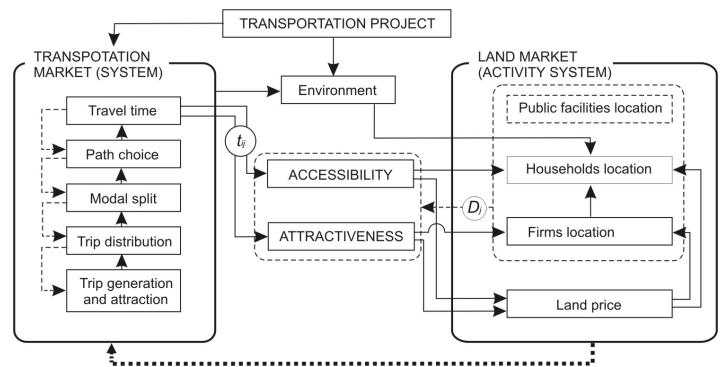 TRANSPORTATION PROJECT
TRANSPOTATION
MARKET (SYSTEM)
Travel time
Path choice
Modal split
Trip distribution
Trip generation
and attraction
Environment
tij
ACCESSIBILITY
ATTRACTIVENESS
Dj
LAND MARKET
(ACTIVITY SYSTEM)
Public facilities location
Households location
Firms location
Land price